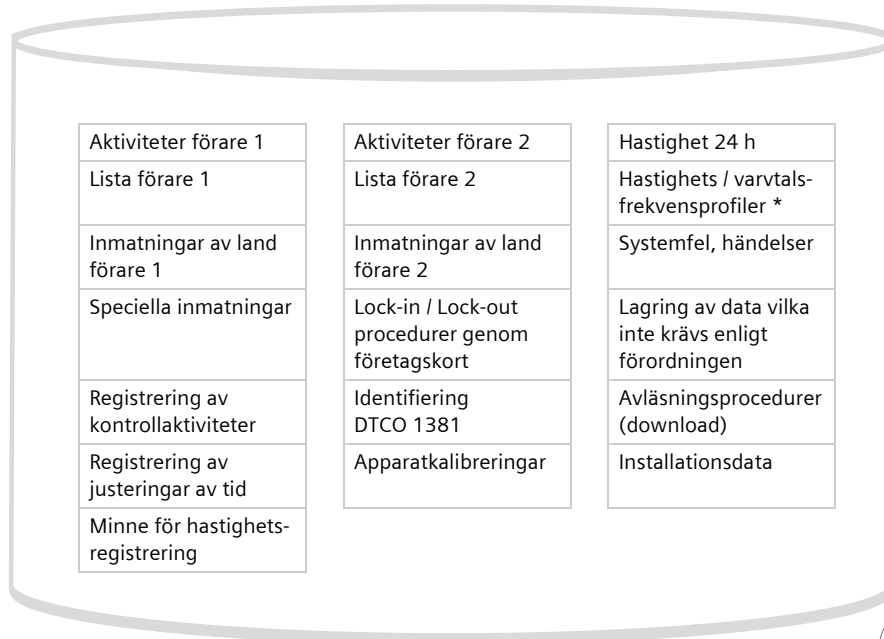 Aktiviteter förare 1
Lista förare 1
Inmatningar av land
förare 1
Speciella inmatningar
Registrering av
kontrollaktiviteter
Registrering av
justeringar av tid
Minne för hastighets-
registrering
Aktiviteter förare 2
Lista förare 2
Inmatningar av land
förare 2
Lock-in / Lock-out
procedurer genom
företagskort
Identifiering
DTCO 1381
Apparatkalibreringar
Hastighet 24 h
Hastighets / varvtals-
frekvensprofiler *
Systemfel, händelser
Lagring av data vilka
inte krävs enligt
förordningen
Avläsningsprocedurer
(download)
Installationsdata